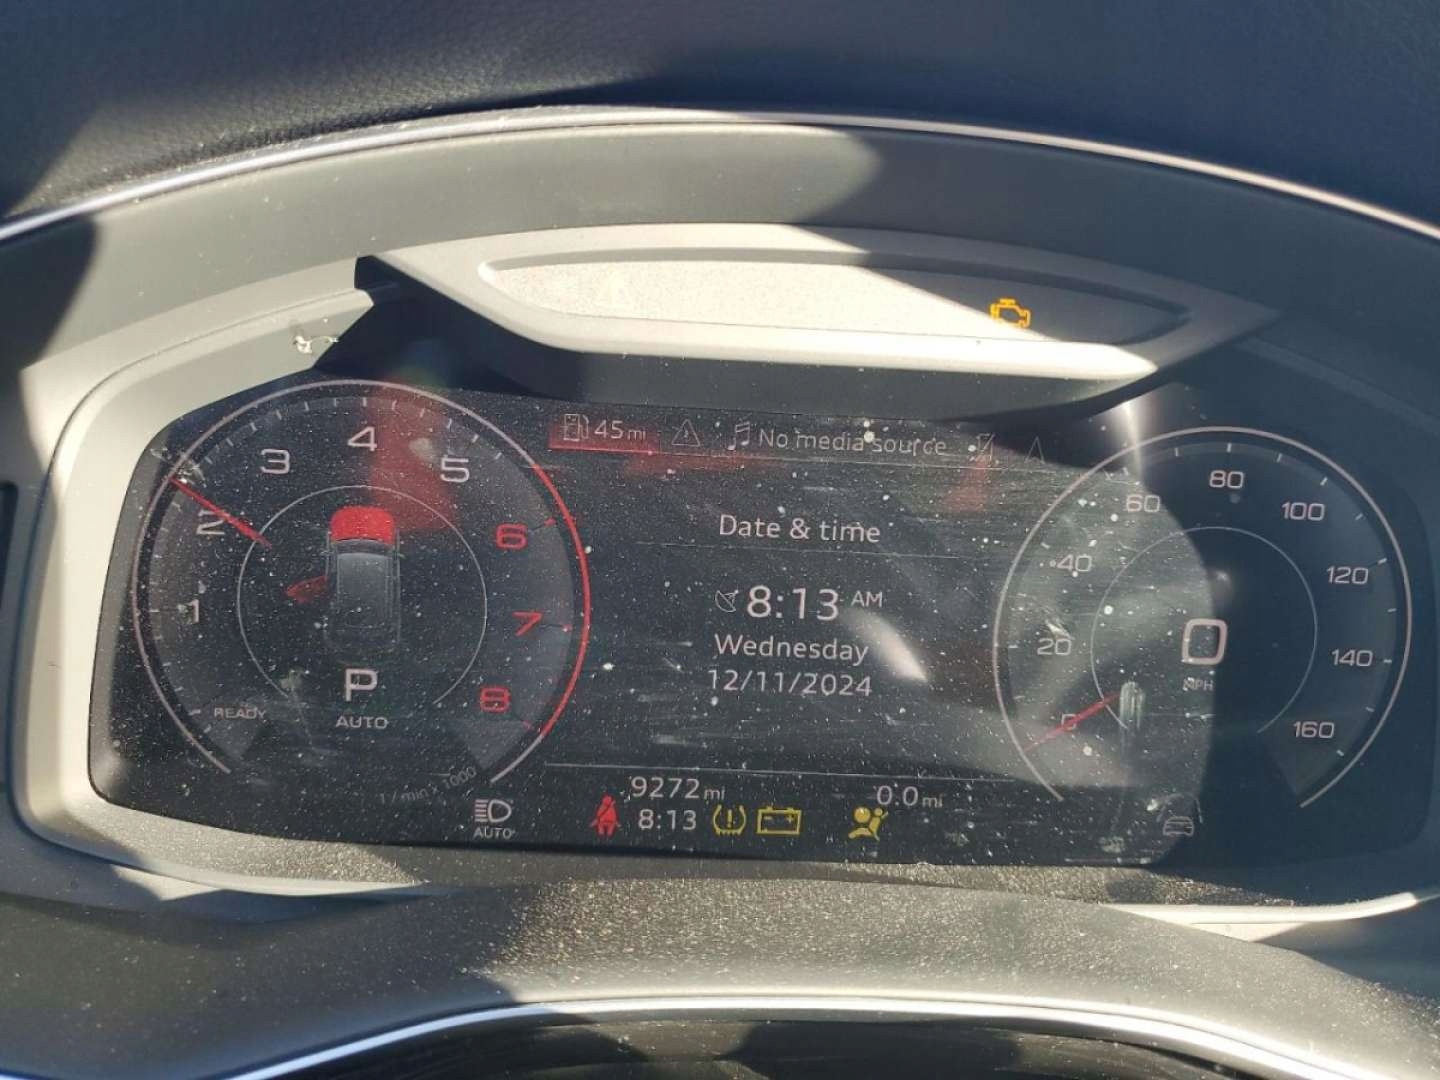 45 mi
No media source
1
2
3
4
5
6
7
8
P
AUTO
READY
1 / min x 1000
Date & time
8:13 AM
Wednesday
12/11/2024
0
20
40
60
80
100
120
140
160
0
MPH
9272 mi
0.0 mi
AUTO
8:13